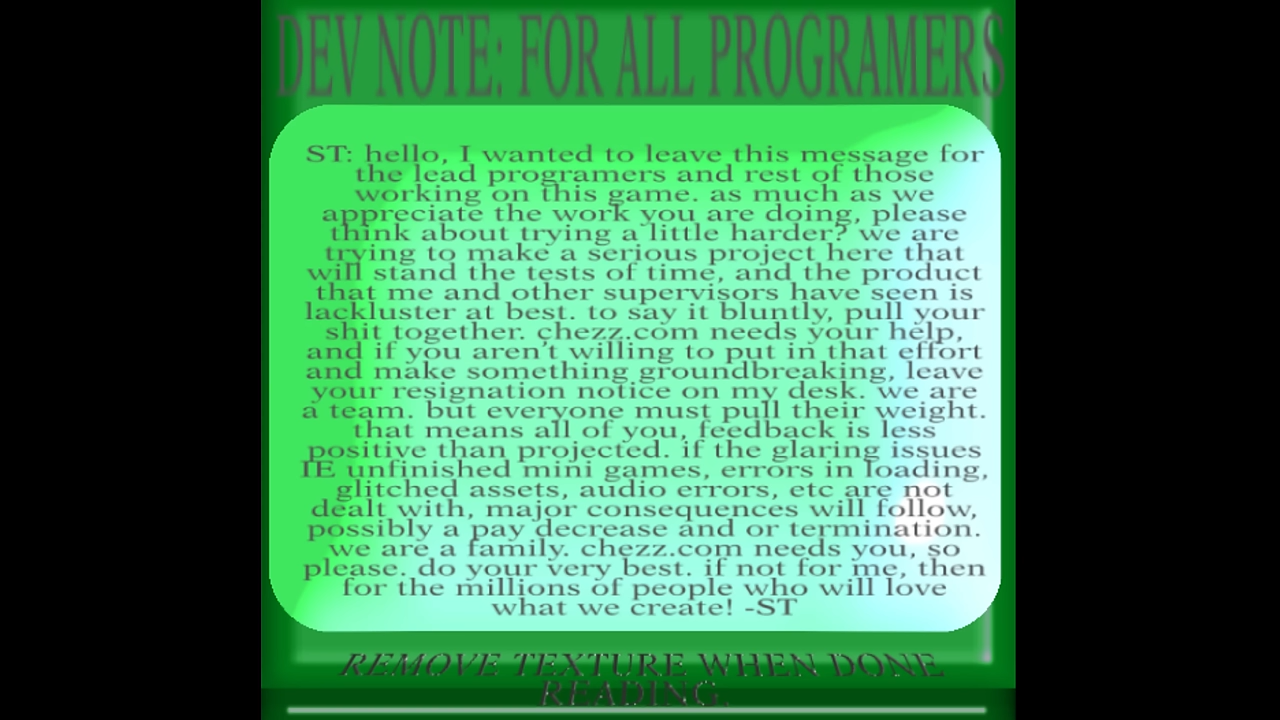 DEV NOTE: FOR ALL PROGRAMERS
ST: hello, I wanted to leave this message for
the lead programers and rest of those
working on this game. as much as we
appreciate the work you are doing, please
think about trying a little harder? we are
trying to make a serious project here that
will stand the tests of time, and the product
that me and other supervisors have seen is
lackluster at best. to say it bluntly, pull your
shit together. chezz.com needs your help,
and if you aren't willing to put in that effort
and make something groundbreaking, leave
your resignation notice on my desk. we are
a team. but everyone must pull their weight.
that means all of you, feedback is less
positive than projected. if the glaring issues
IE unfinished mini games, errors in loading,
glitched assets, audio errors, etc are not
dealt with, major consequences will follow,
possibly a pay decrease and or termination.
we are a family. chezz.com needs you, so
please. do your very best. if not for me, then
for the millions of people who will love
what we create! -ST
REMOVE TEXTURE WHEN DONE
READING.